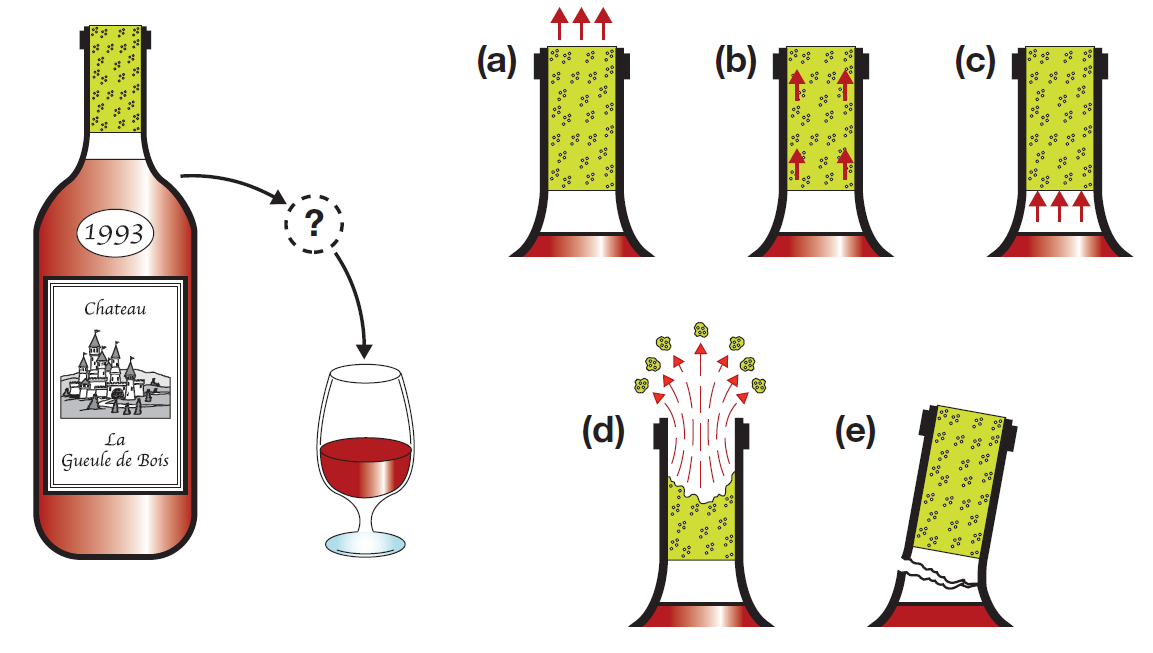 1993
Chateau
La
Gueule de Bois
?
(a)
(b)
(c)
(d)
(e)